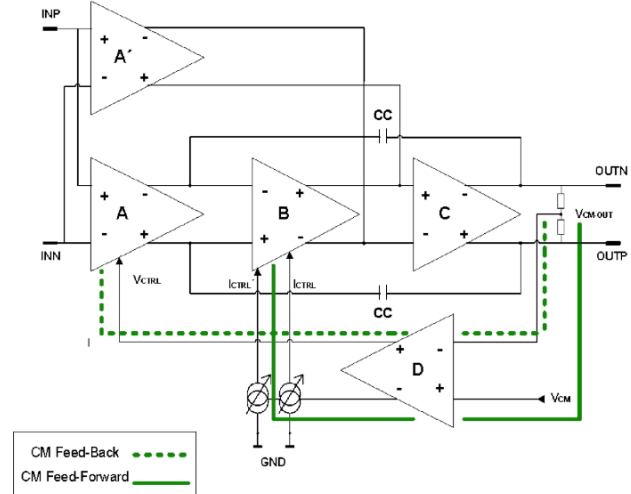 INP
A´
+ -
- +
CC
OUTN
+ -
A
- +
- +
B
+ -
+ -
C
- +
VCM-OUT
INN
VCTRL
ICTRL´
ICTRL
OUTP
CC
+ -
D
- +
VCM
GND
CM Feed-Back
CM Feed-Forward